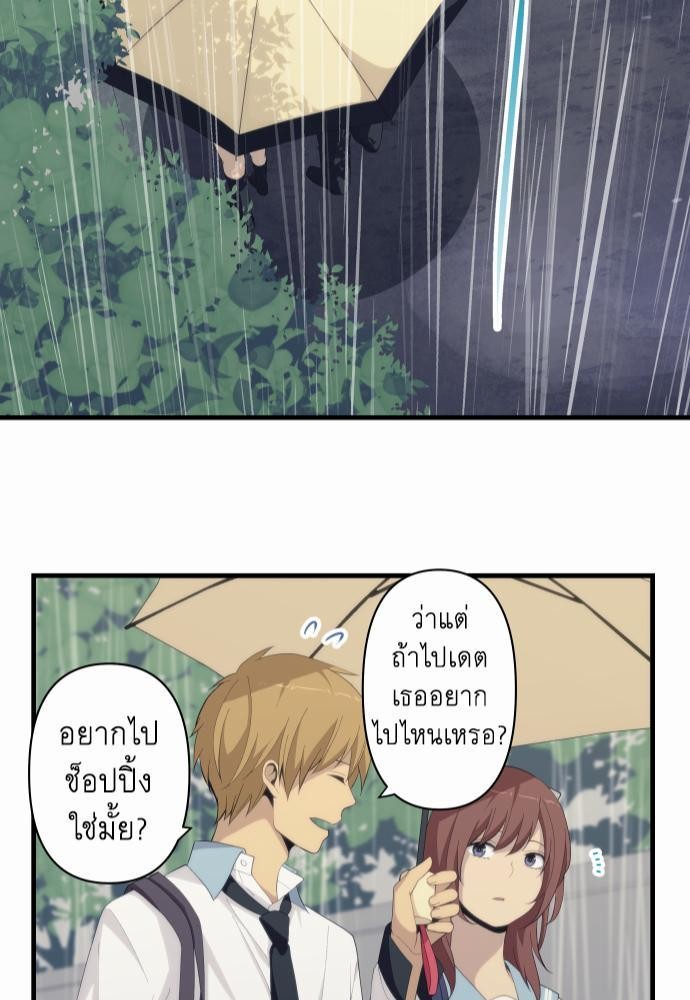 ว่าแต่
ถ้าไปเดต
เธออยาก
ไปไหนเหรอ?
อยากไป
ช็อปปิ้ง
ใช่มั้ย?